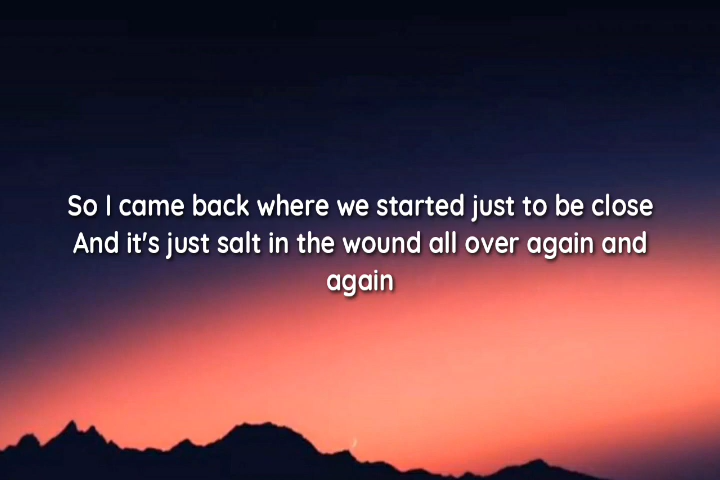 So I came back where we started just to be close
And it's just salt in the wound all over again and
again